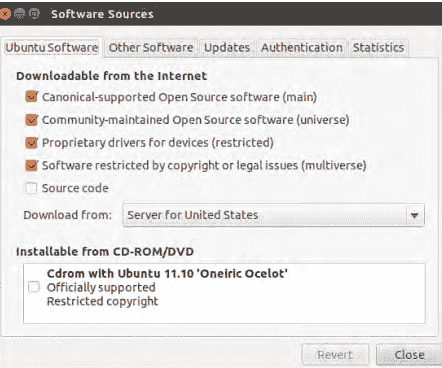 Software Sources
Ubuntu Software Other Software Updates Authentication Statistics
Downloadable from the Internet
Canonical-supported Open Source software (main)
Community-maintained Open Source software (universe)
Proprietary drivers for devices (restricted)
Software restricted by copyright or legal issues (multiverse)
Source code
Download from: Server for United States
Installable from CD-ROM/DVD
Cdrom with Ubuntu 11.10 'Oneiric Ocelot'
Officially supported
Restricted copyright
Revert Close